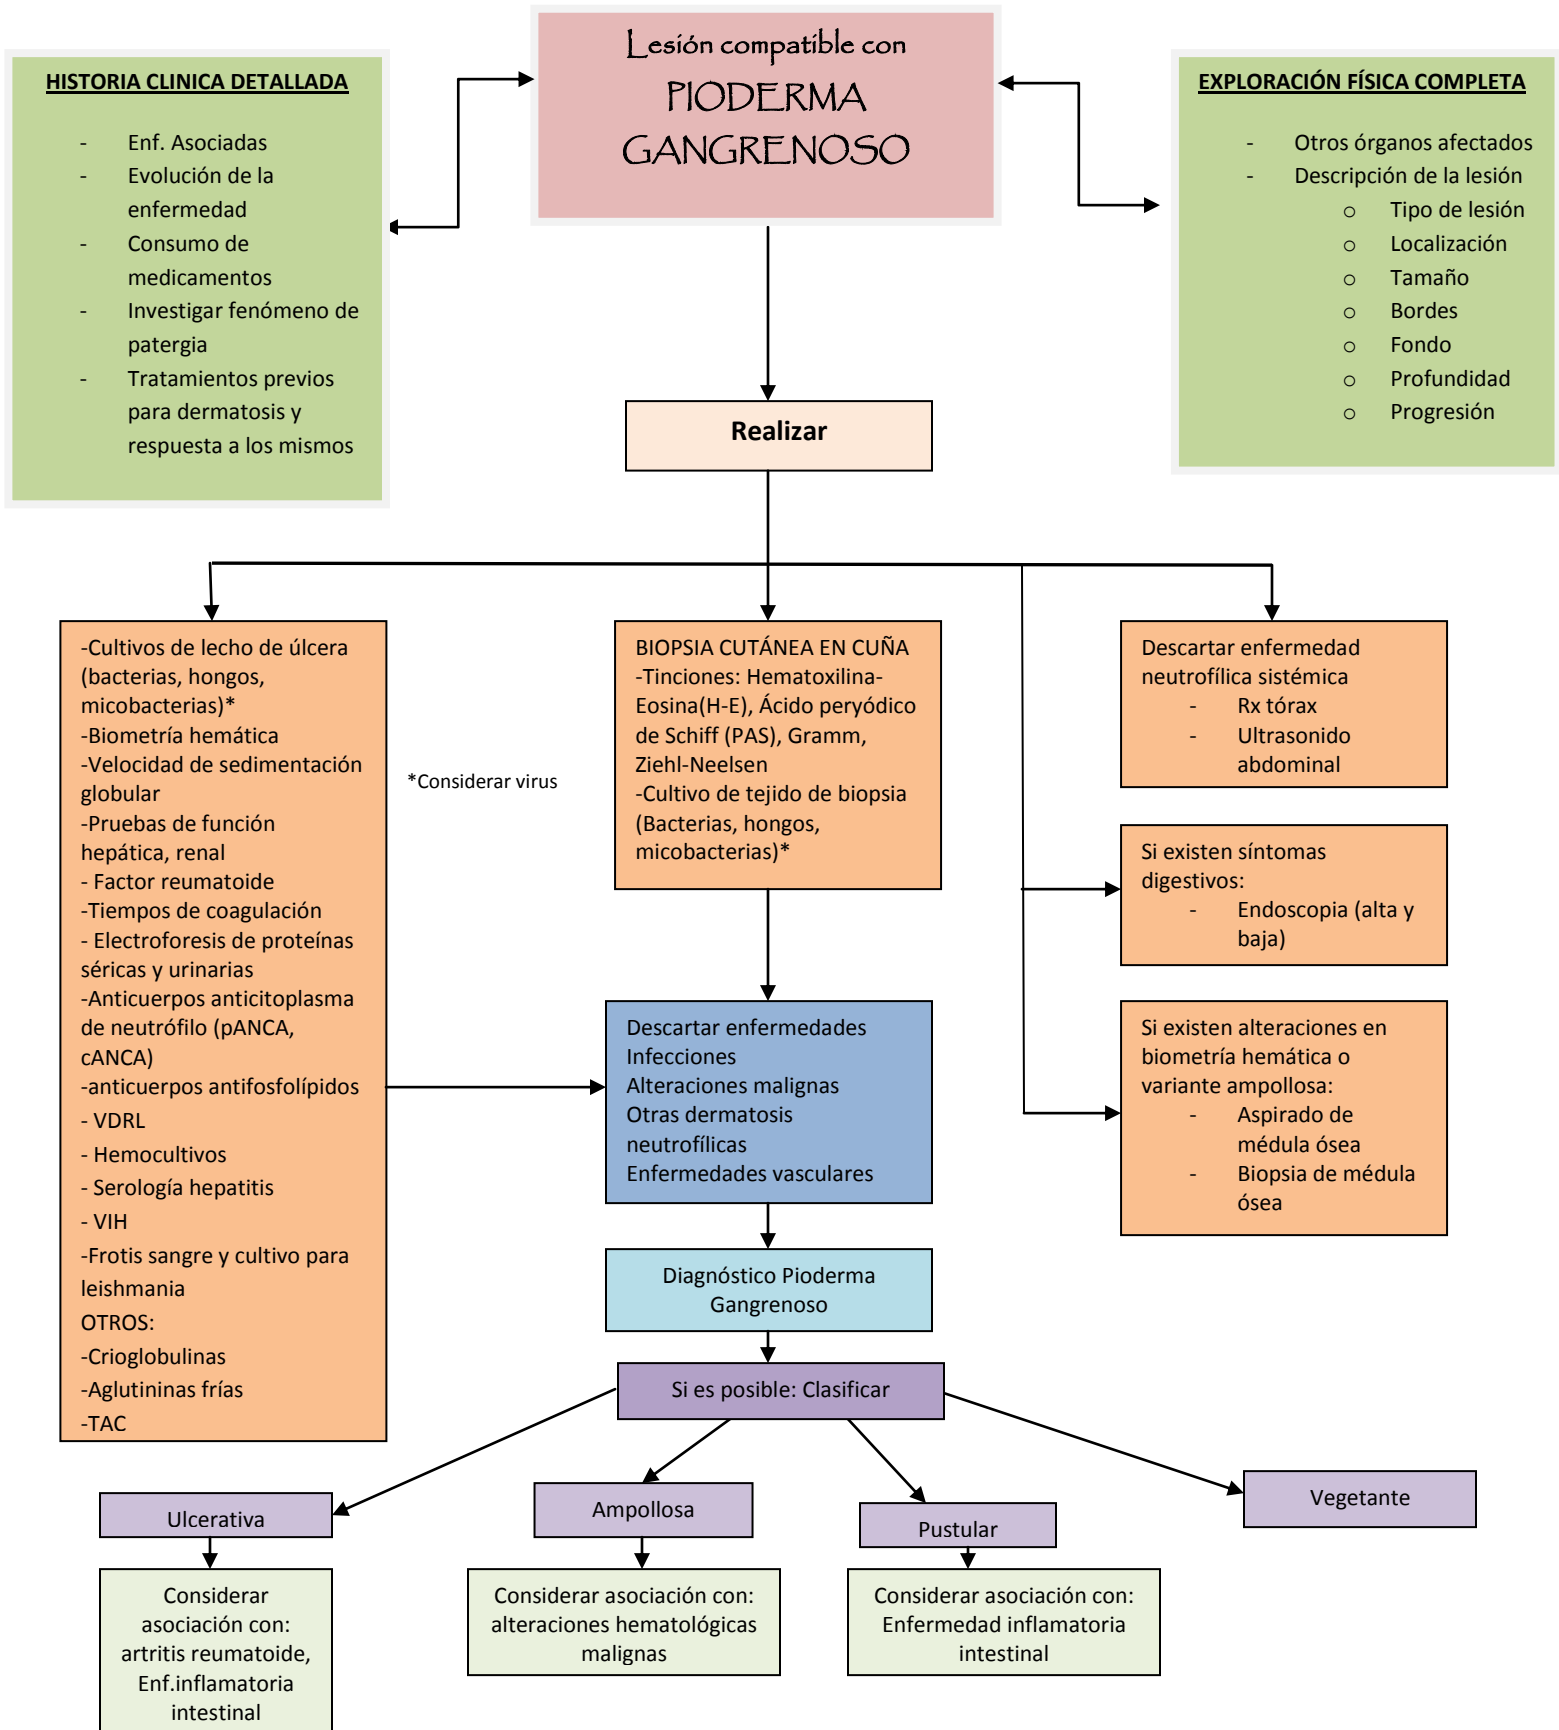 Lesión compatible con
PIODERMA
GANGRENOSO
HISTORIA CLINICA DETALLADA
- Enf. Asociadas
- Evolución de la
enfermedad
- Consumo de
medicamentos
- Investigar fenómeno de
patergia
- Tratamientos previos
para dermatosis y
respuesta a los mismos
EXPLORACIÓN FÍSICA COMPLETA
- Otros órganos afectados
- Descripción de la lesión
o Tipo de lesión
o Localización
o Tamaño
o Bordes
o Fondo
o Profundidad
o Progresión
Realizar
-Cultivos de lecho de úlcera
(bacterias, hongos,
micobacterias)*
-Biometría hemática
-Velocidad de sedimentación
globular
-Pruebas de función
hepática, renal
- Factor reumatoide
-Tiempos de coagulación
- Electroforesis de proteínas
séricas y urinarias
-Anticuerpos anticitoplasma
de neutrófilo (pANCA,
cANCA)
-anticuerpos antifosfolípidos
- VDRL
- Hemocultivos
- Serología hepatitis
- VIH
-Frotis sangre y cultivo para
leishmania
OTROS:
-Crioglobulinas
-Aglutininas frías
-TAC
*Considerar virus
BIOPSIA CUTÁNEA EN CUÑA
-Tinciones: Hematoxilina-
Eosina(H-E), Ácido peryódico
de Schiff (PAS), Gramm,
Ziehl-Neelsen
-Cultivo de tejido de biopsia
(Bacterias, hongos,
micobacterias)*
Descartar enfermedad
neutrofílica sistémica
- Rx tórax
- Ultrasonido
abdominal
Si existen síntomas
digestivos:
- Endoscopia (alta y
baja)
Si existen alteraciones en
biometría hemática o
variante ampollosa:
- Aspirado de
médula ósea
- Biopsia de médula
ósea
Descartar enfermedades
Infecciones
Alteraciones malignas
Otras dermatosis
neutrofílicas
Enfermedades vasculares
Diagnóstico Pioderma
Gangrenoso
Si es posible: Clasificar
Ulcerativa
Ampollosa
Pustular
Vegetante
Considerar
asociación con:
artritis reumatoide,
Enf.inflamatoria
intestinal
Considerar asociación con:
alteraciones hematológicas
malignas
Considerar asociación con:
Enfermedad inflamatoria
intestinal